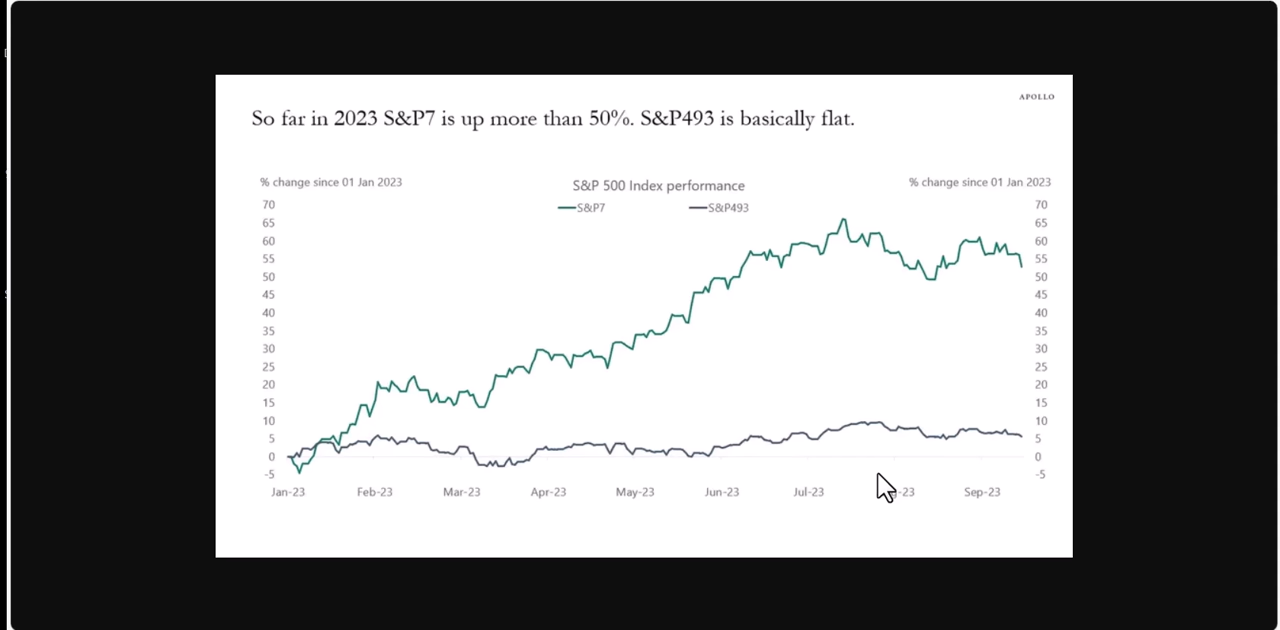 APOLLO
So far in 2023 S&P7 is up more than 50%. S&P493 is basically flat.
% change since 01 Jan 2023
S&P 500 Index performance
% change since 01 Jan 2023
S&P7
S&P493
70 70
65 65
60 60
55 55
50 50
45 45
40 40
35 35
30 30
25 25
20 20
15 15
10 10
5 5
0 0
-5 -5
Jan-23 Feb-23 Mar-23 Apr-23 May-23 Jun-23 Jul-23 -23 Sep-23